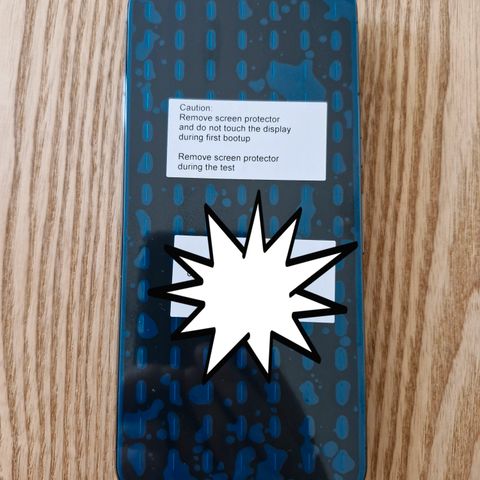 Caution:
Remove screen protector
and do not touch the display
during first bootup
Remove screen protector
during the test